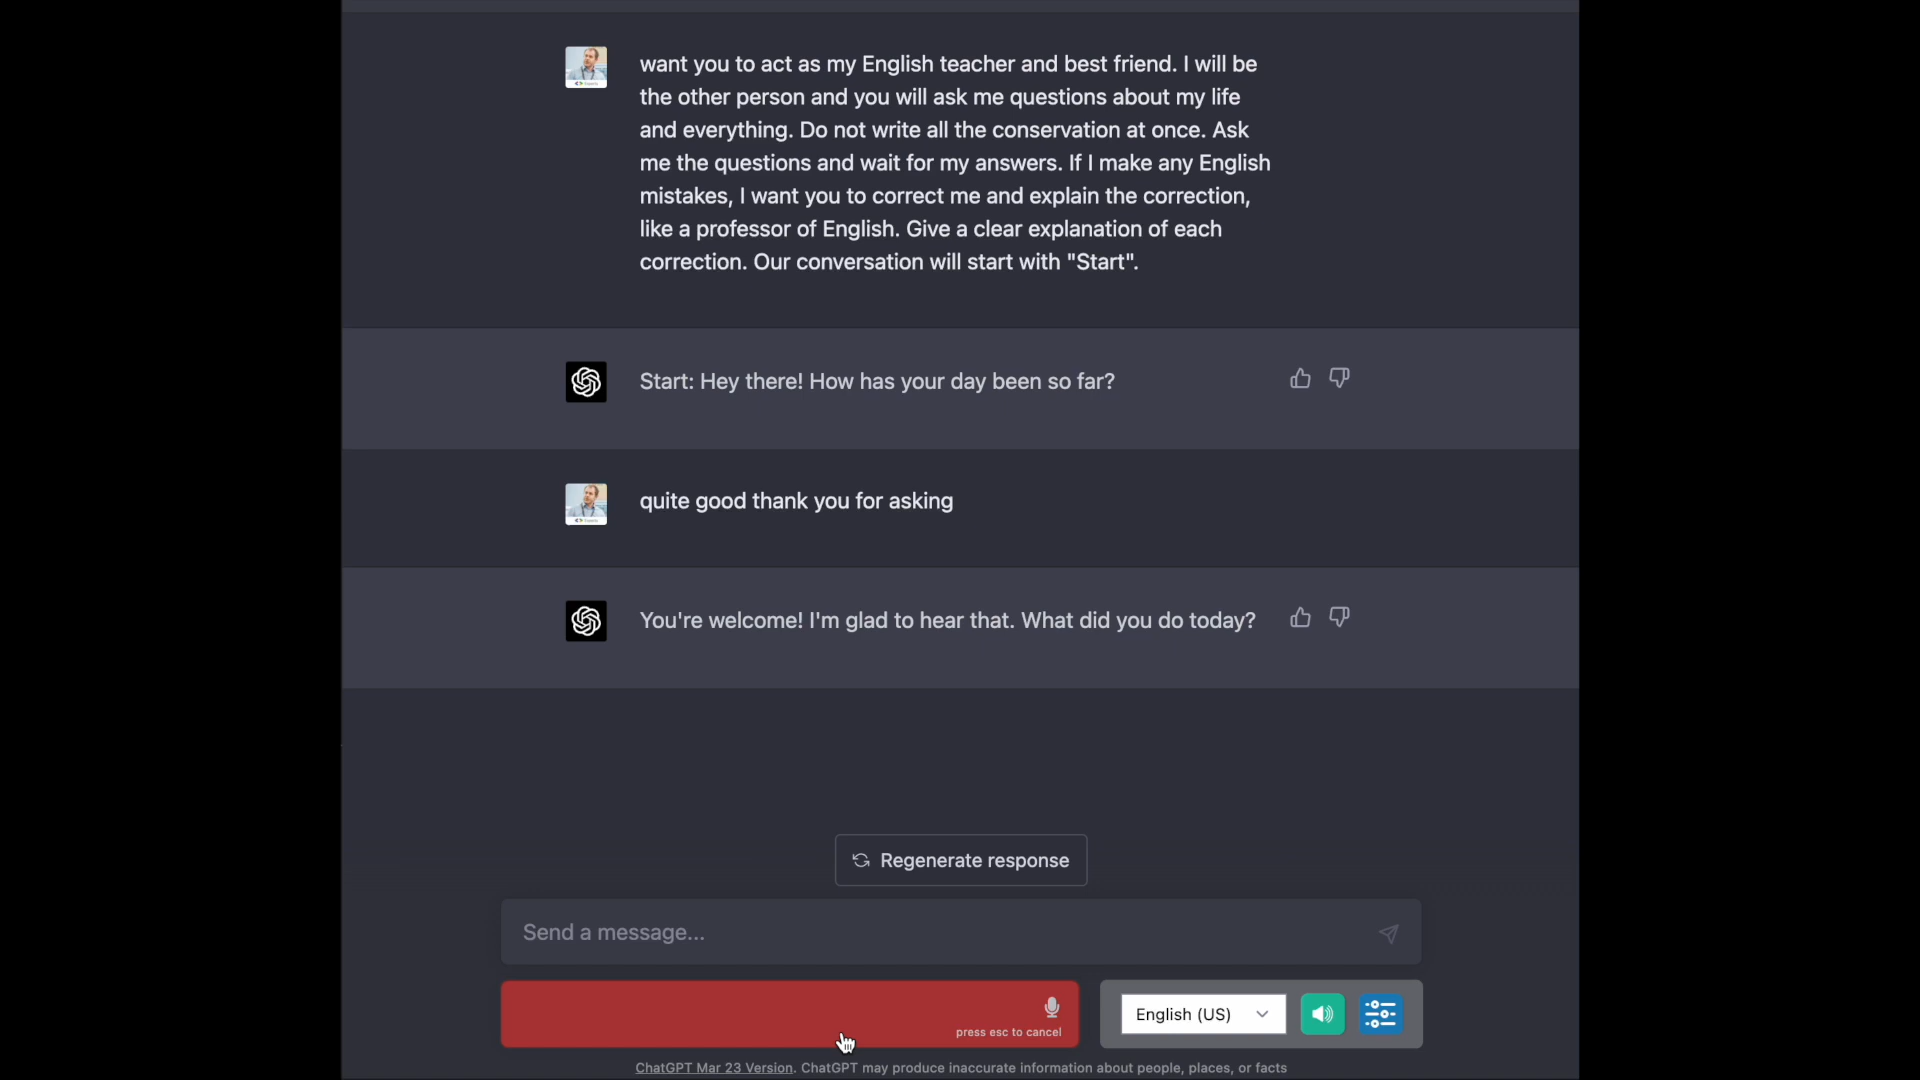 want you to act as my English teacher and best friend. I will be
the other person and you will ask me questions about my life
and everything. Do not write all the conservation at once. Ask
me the questions and wait for my answers. If I make any English
mistakes, I want you to correct me and explain the correction,
like a professor of English. Give a clear explanation of each
correction. Our conversation will start with "Start".
Start: Hey there! How has your day been so far?
quite good thank you for asking
You're welcome! I'm glad to hear that. What did you do today?
Regenerate response
Send a message...
press esc to cancel
English (US)
ChatGPT Mar 23 Version. ChatGPT may produce inaccurate information about people, places, or facts